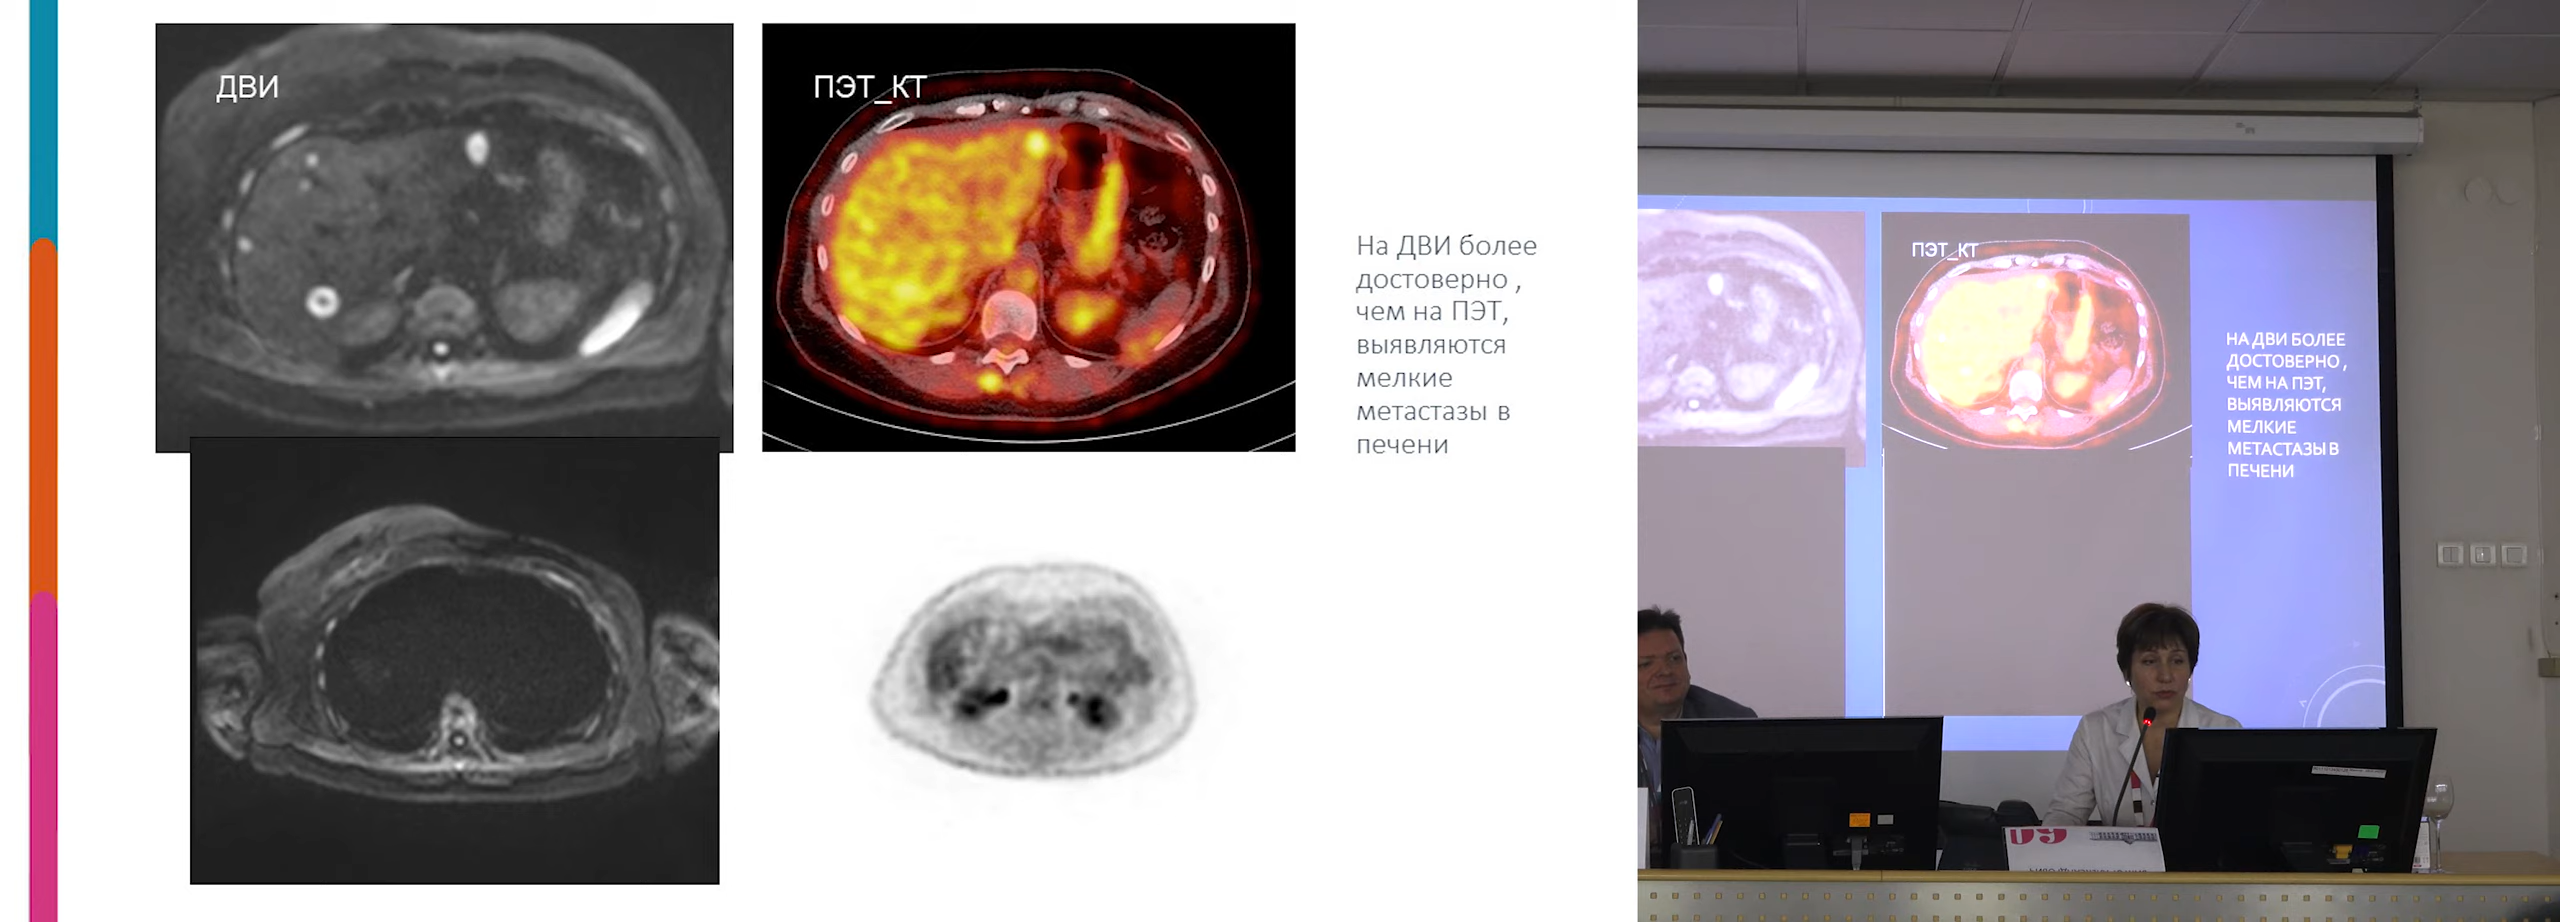 ДВИ
ПЭТ_КТ
На ДВИ более
достоверно ,
чем на ПЭТ,
выявляются
мелкие
метастазы в
печени
ПЭТ_КТ
НА ДВИ БОЛЕЕ
ДОСТОВЕРНО ,
ЧЕМ НА ПЭТ,
ВЫЯВЛЯЮТСЯ
МЕЛКИЕ
МЕТАСТАЗЫ В
ПЕЧЕНИ